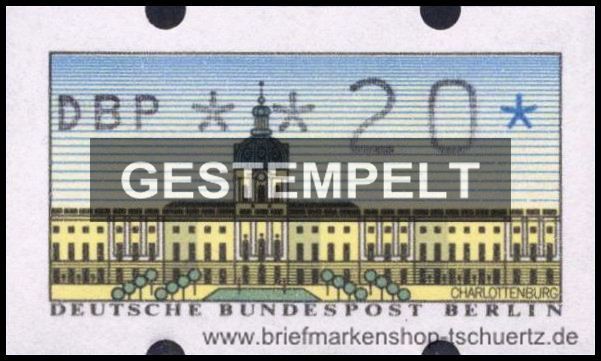 DBP * * 20 *
GESTEMPELT
CHARLOTTENBURG
DEUTSCHE BUNDESPOST BERLIN
www.briefmarkenshop-tschuertz.de